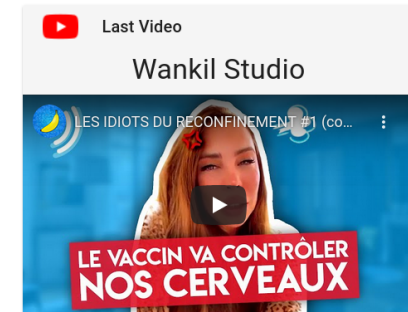 Last Video
Wankil Studio
LES IDIOTS DU RECONFINEMENT #1 (co...
LE VACCIN VA CONTRÔLER
NOS CERVEAUX